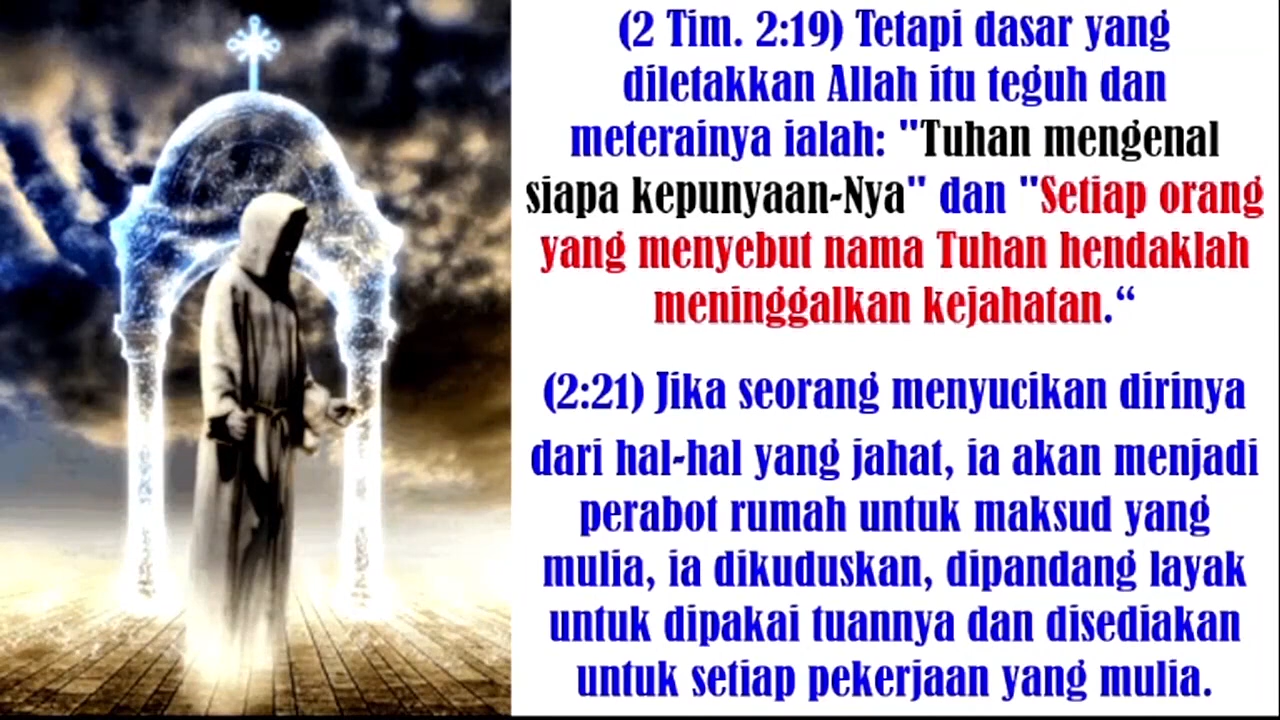 (2 Tim. 2:19) Tetapi dasar yang
diletakkan Allah itu teguh dan
meterainya ialah: "Tuhan mengenal
siapa kepunyaan-Nya" dan "Setiap orang
yang menyebut nama Tuhan hendaklah
meninggalkan kejahatan.“
(2:21) Jika seorang menyucikan dirinya
dari hal-hal yang jahat, ia akan menjadi
perabot rumah untuk maksud yang
mulia, ia dikuduskan, dipandang layak
untuk dipakai tuannya dan disediakan
untuk setiap pekerjaan yang mulia.